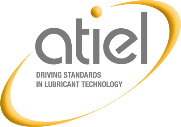 atiel
DRIVING STANDARDS
IN LUBRICANT TECHNOLOGY